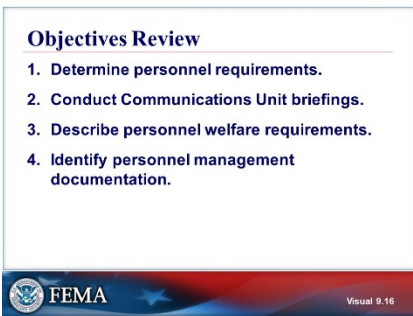 Objectives Review
1. Determine personnel requirements.
2. Conduct Communications Unit briefings.
3. Describe personnel welfare requirements.
4. Identify personnel management
documentation.
FEMA
Visual 9.16